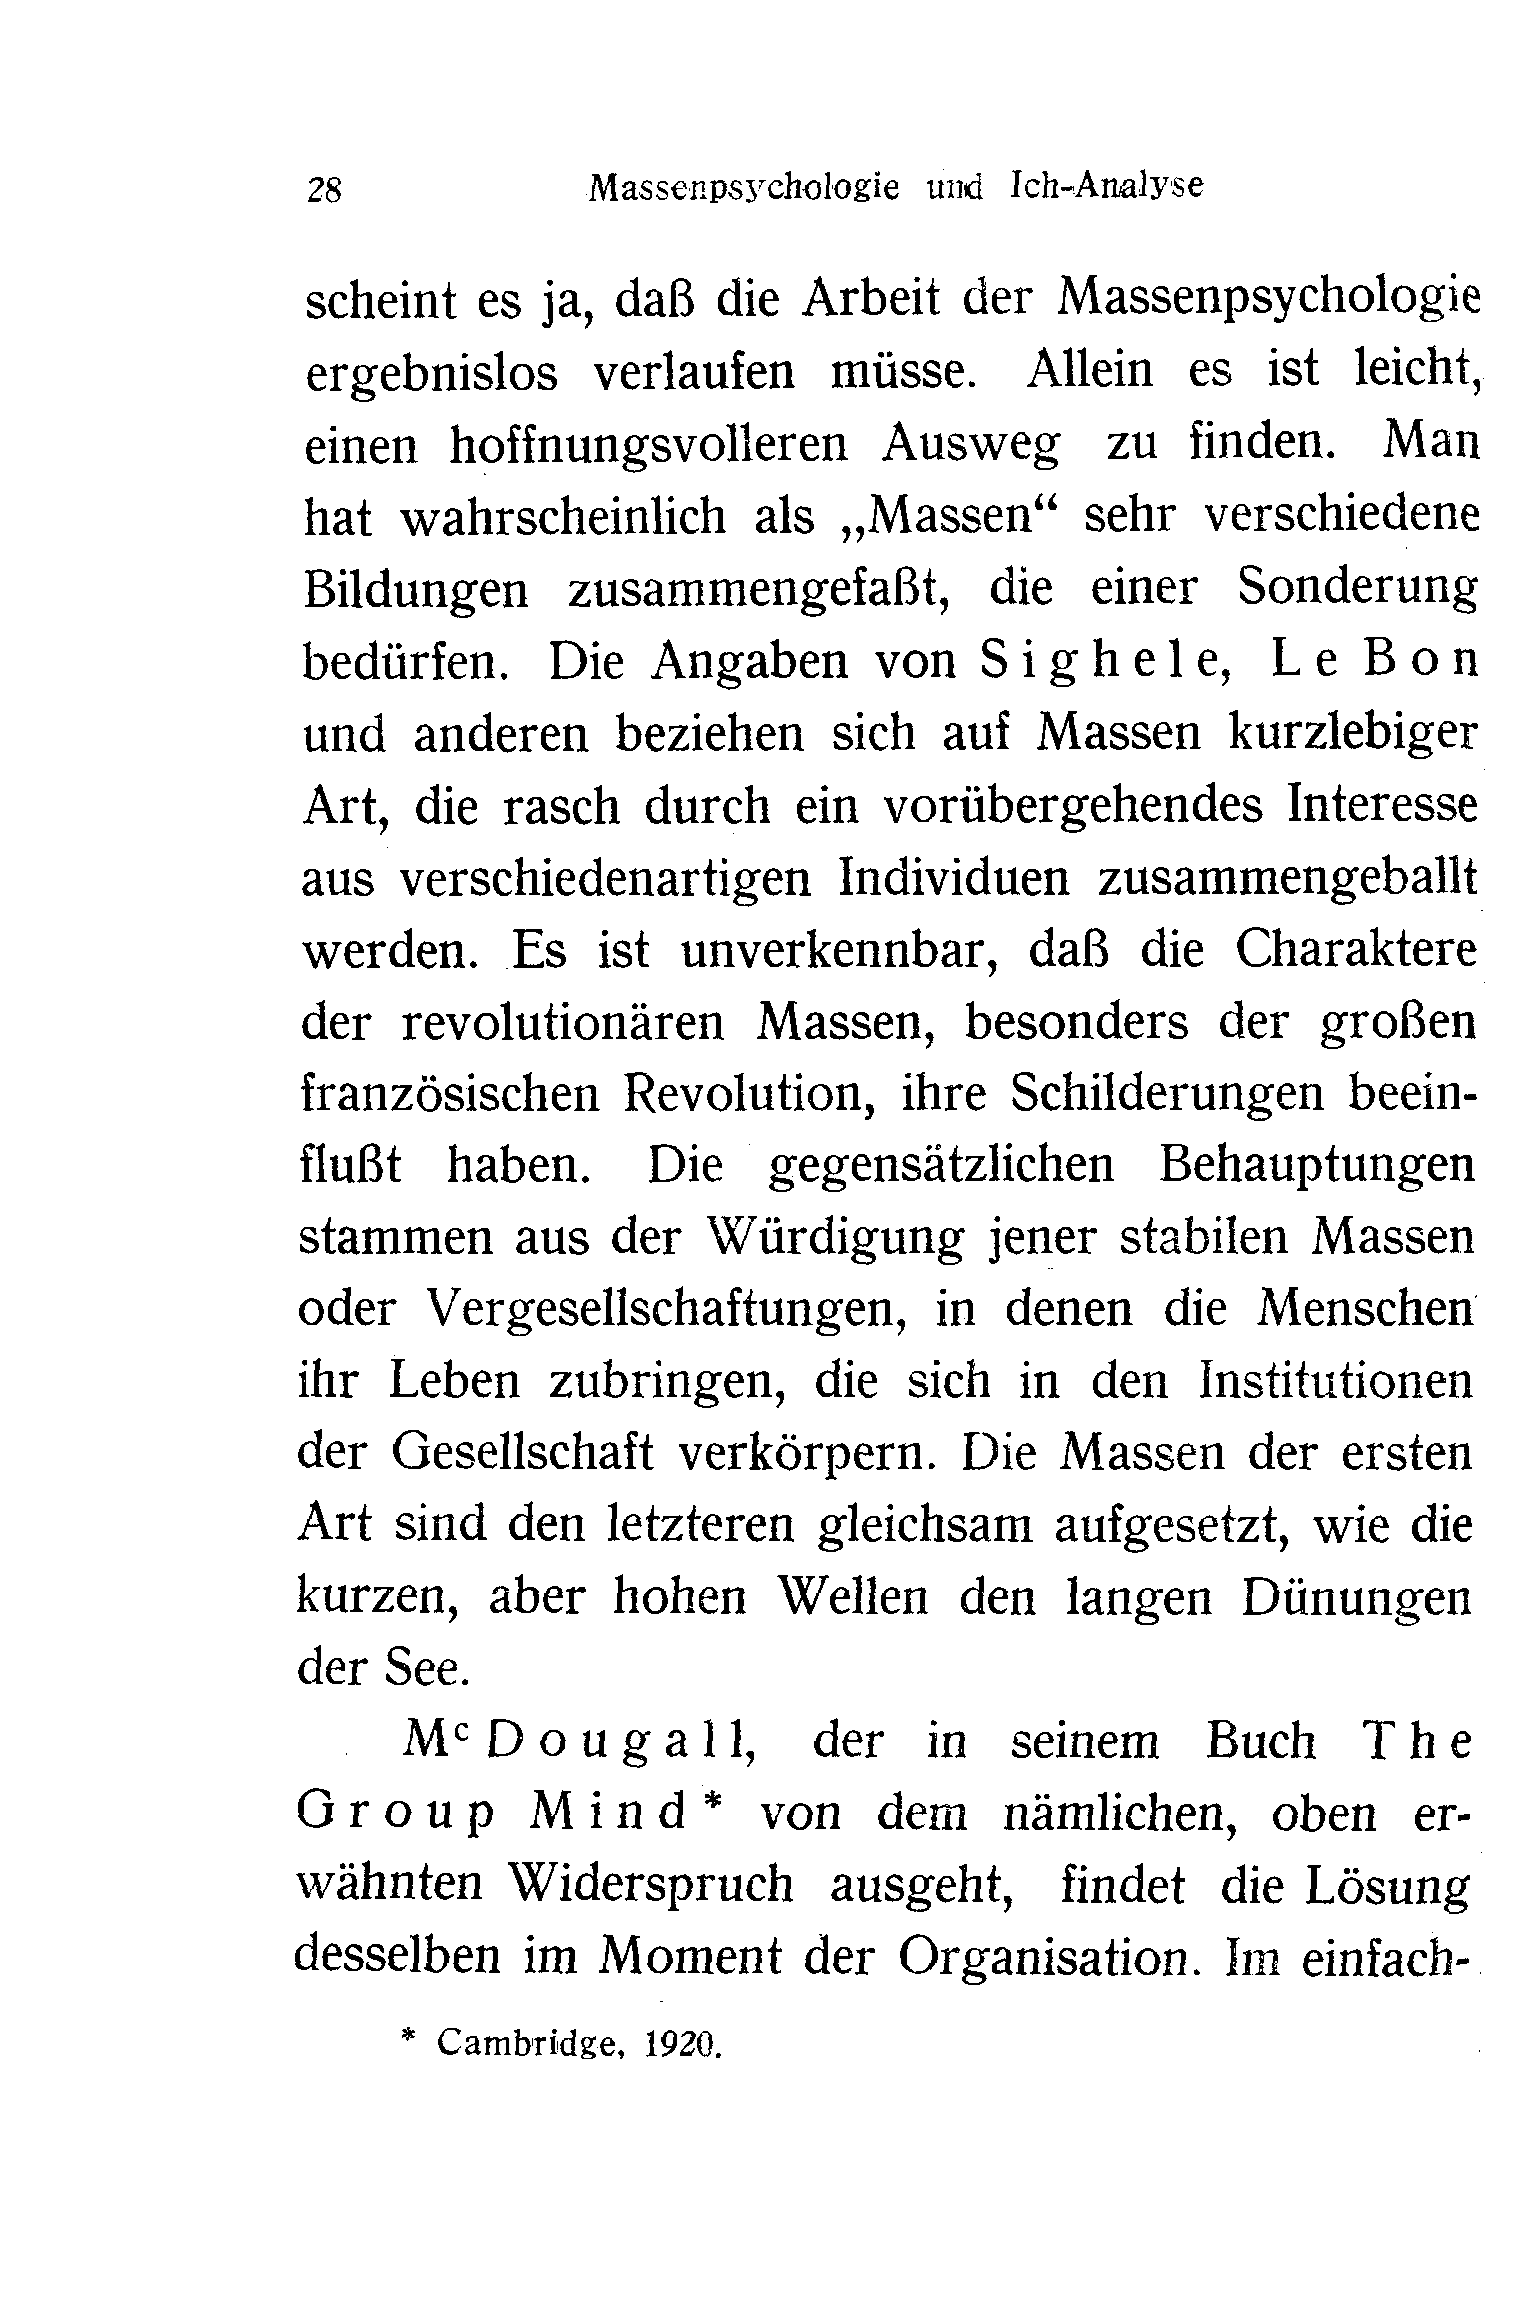 28 Massenpsychologie und Ich-Analyse
scheint es ja, daß die Arbeit der Massenpsychologie
ergebnislos verlaufen müsse. Allein es ist leicht,
einen hoffnungsvolleren Ausweg zu finden. Man
hat wahrscheinlich als „Massen“ sehr verschiedene
Bildungen zusammengefaßt, die einer Sonderung
bedürfen. Die Angaben von Sighele, Le Bon
und anderen beziehen sich auf Massen kurzlebiger
Art, die rasch durch ein vorübergehendes Interesse
aus verschiedenartigen Individuen zusammengeballt
werden. Es ist unverkennbar, daß die Charaktere
der revolutionären Massen, besonders der großen
französischen Revolution, ihre Schilderungen beein-
flußt haben. Die gegensätzlichen Behauptungen
stammen aus der Würdigung jener stabilen Massen
oder Vergesellschaftungen, in denen die Menschen
ihr Leben zubringen, die sich in den Institutionen
der Gesellschaft verkörpern. Die Massen der ersten
Art sind den letzteren gleichsam aufgesetzt, wie die
kurzen, aber hohen Wellen den langen Dünungen
der See.
Mc Dougall, der in seinem Buch The
Group Mind* von dem nämlichen, oben er-
wähnten Widerspruch ausgeht, findet die Lösung
desselben im Moment der Organisation. Im einfach-
* Cambridge, 1920.